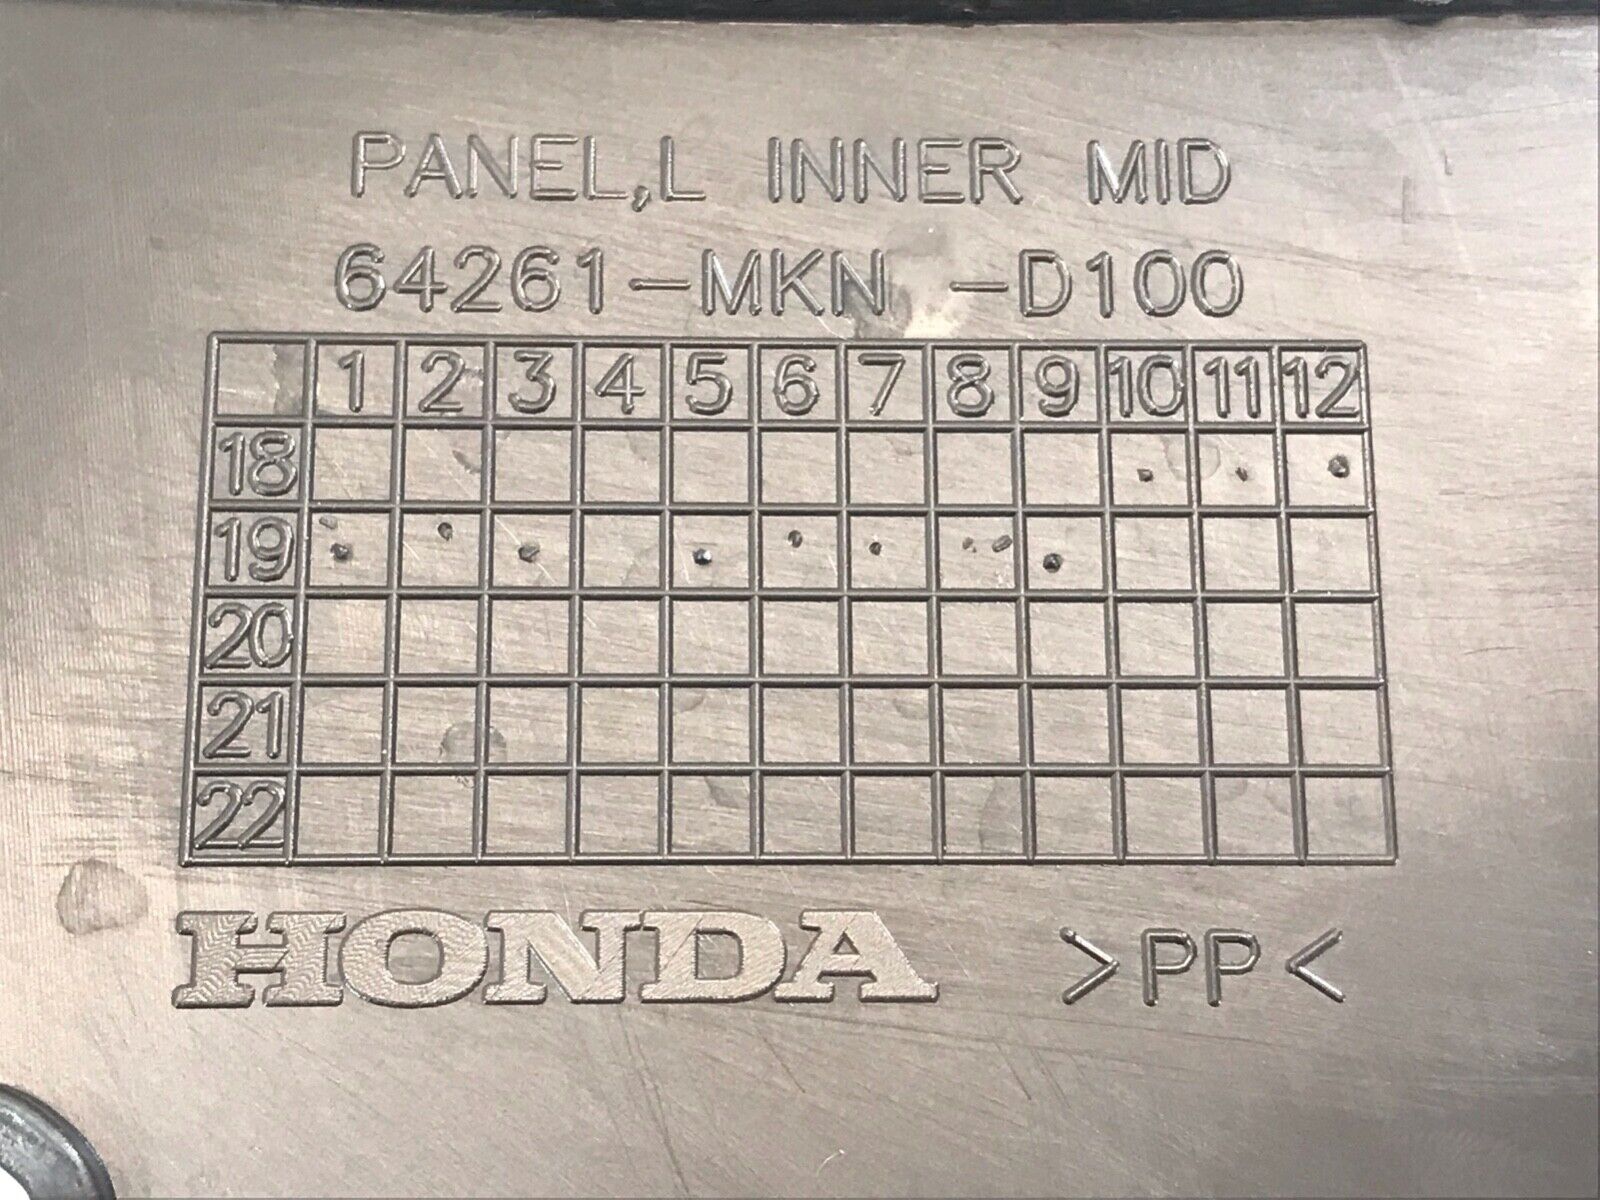 PANEL,L INNER MID
64261-MKN -D100
1 2 3 4 5 6 7 8 9 10 11 12
18
19
20
21
22
HONDA >PP<